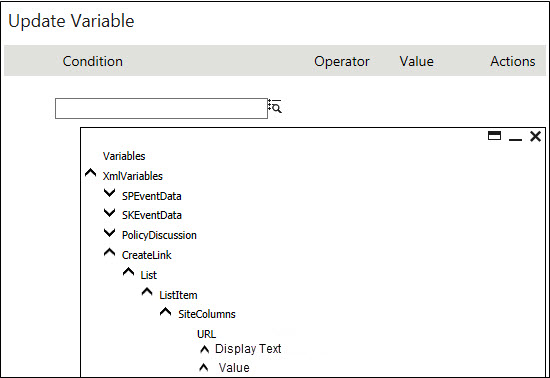 Update Variable
Condition Operator Value Actions
Variables
XmlVariables
SPEventData
SKEventData
PolicyDiscussion
CreateLink
List
ListItem
SiteColumns
URL
Display Text
Value